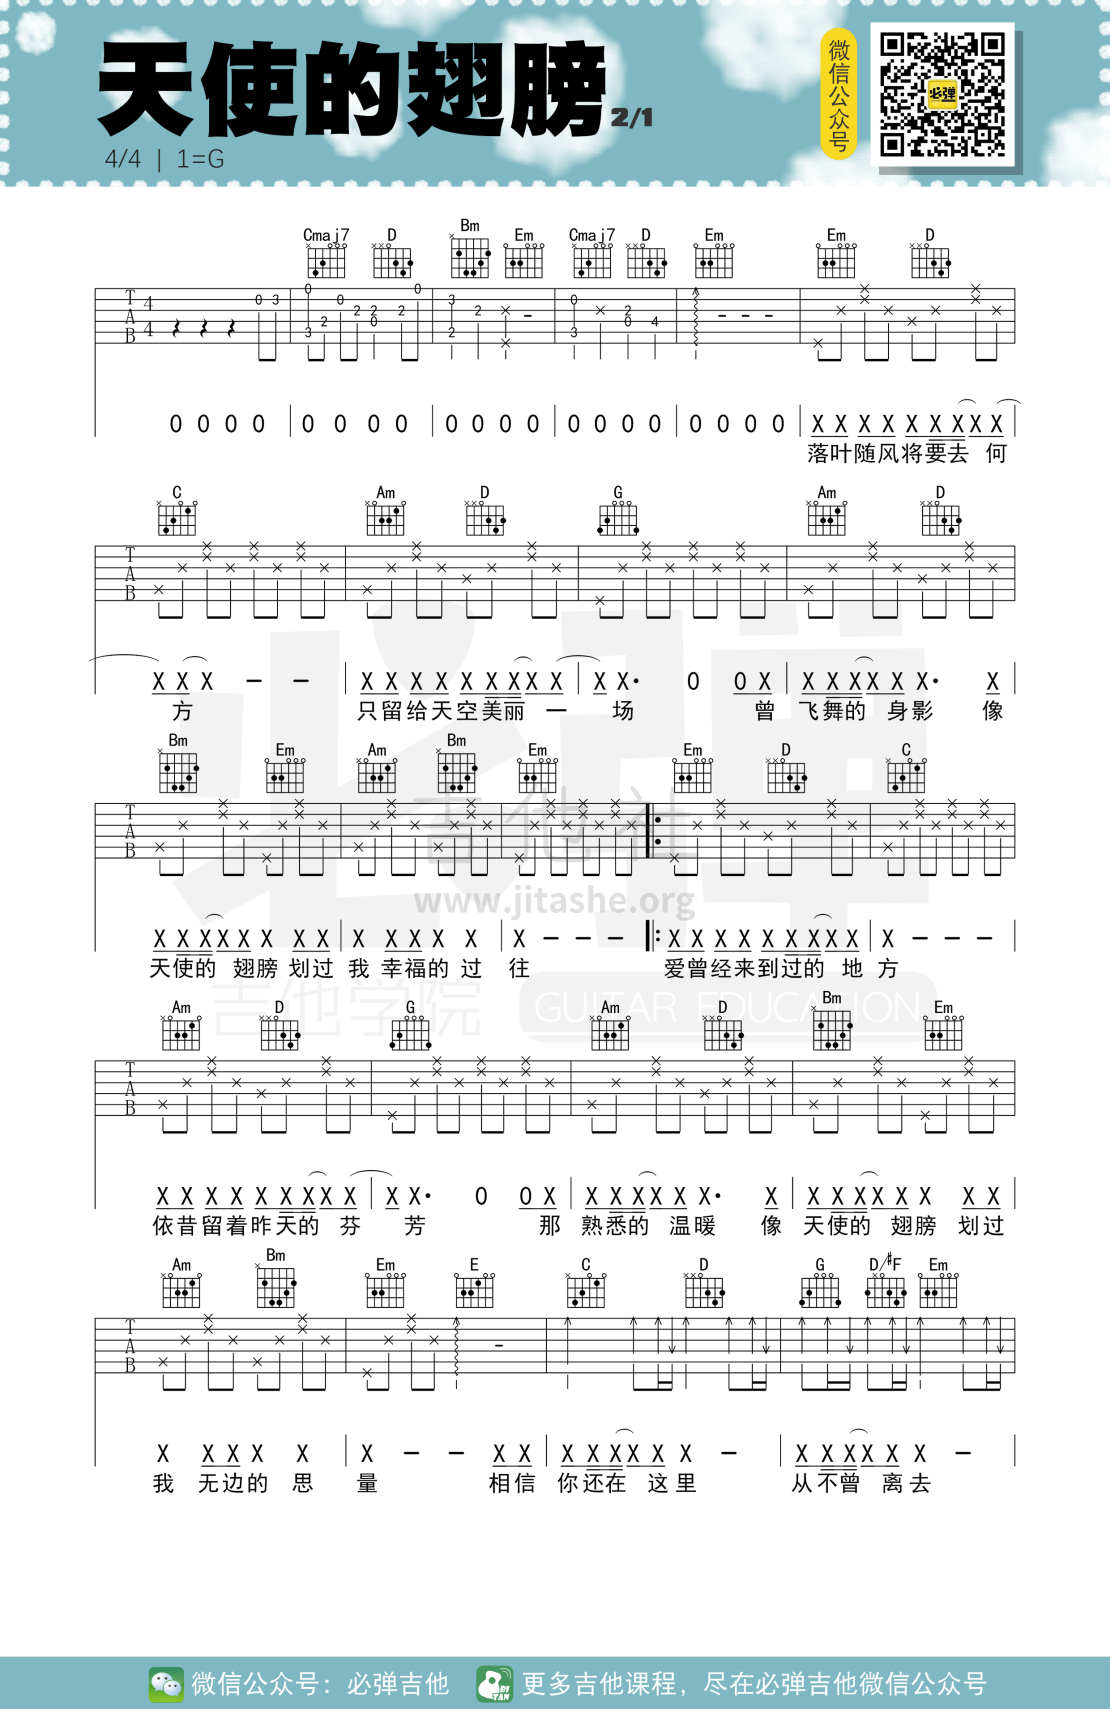 天使的翅膀 2/1
4/4 | 1=G
微信公众号
必弹
Cmaj7 D Bm Em Cmaj7 D Em Em D
T A B 4 4 0 3 0 3 2 0 2 2 0 2 0 3 2 2 0 3 2 0 4
0 0 0 0 0 0 0 0 0 0 0 0 0 0 0 0 0 0 0 0 X X X X X X X X X
落叶随风将要去 何
C Am D G Am D
T A B
X X X - - X X X X X X X X X X X· 0 0 X X X X X X X· X
方 只留给天空美丽 一 场 曾 飞舞的 身影 像
Bm Em Am Bm Em Em D C
T A B
X X X X X X X X X X X X X X - - - X X X X X X X X X X - - -
天使的 翅膀 划过 我 幸福的 过 往 爱曾经来到过的 地 方
吉他社
www.jitashe.org
必弹
吉他学院 GUITAR EDUCATION
Am D G Am D Bm Em
T A B
X X X X X X X X X X X· 0 0 X X X X X X X· X X X X X X X X X
依昔留着昨天的 芬 芳 那 熟悉的 温暖 像 天使的 翅膀 划过
Am Bm Em E C D G D/#F Em
T A B
X X X X X X - - X X X X X X X X - X X X X X X -
我 无边的 思 量 相信 你还在 这里 从不曾 离去
微信公众号：必弹吉他 更多吉他课程，尽在必弹吉他微信公众号